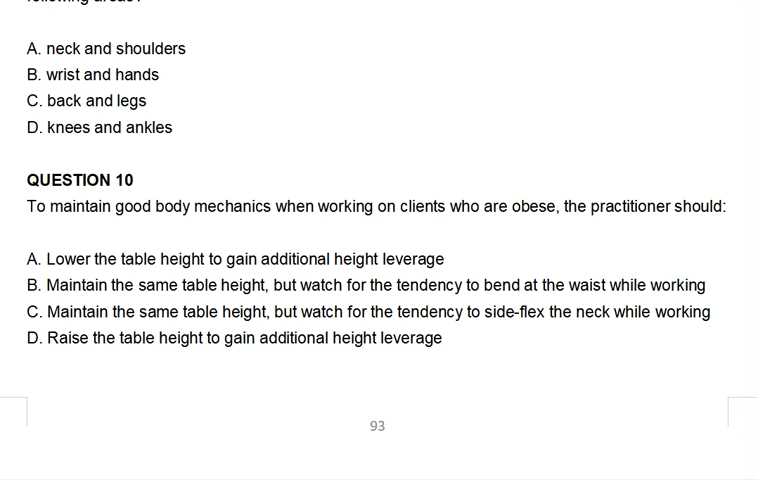 A. neck and shoulders
B. wrist and hands
C. back and legs
D. knees and ankles
QUESTION 10
To maintain good body mechanics when working on clients who are obese, the practitioner should:
A. Lower the table height to gain additional height leverage
B. Maintain the same table height, but watch for the tendency to bend at the waist while working
C. Maintain the same table height, but watch for the tendency to side-flex the neck while working
D. Raise the table height to gain additional height leverage
93